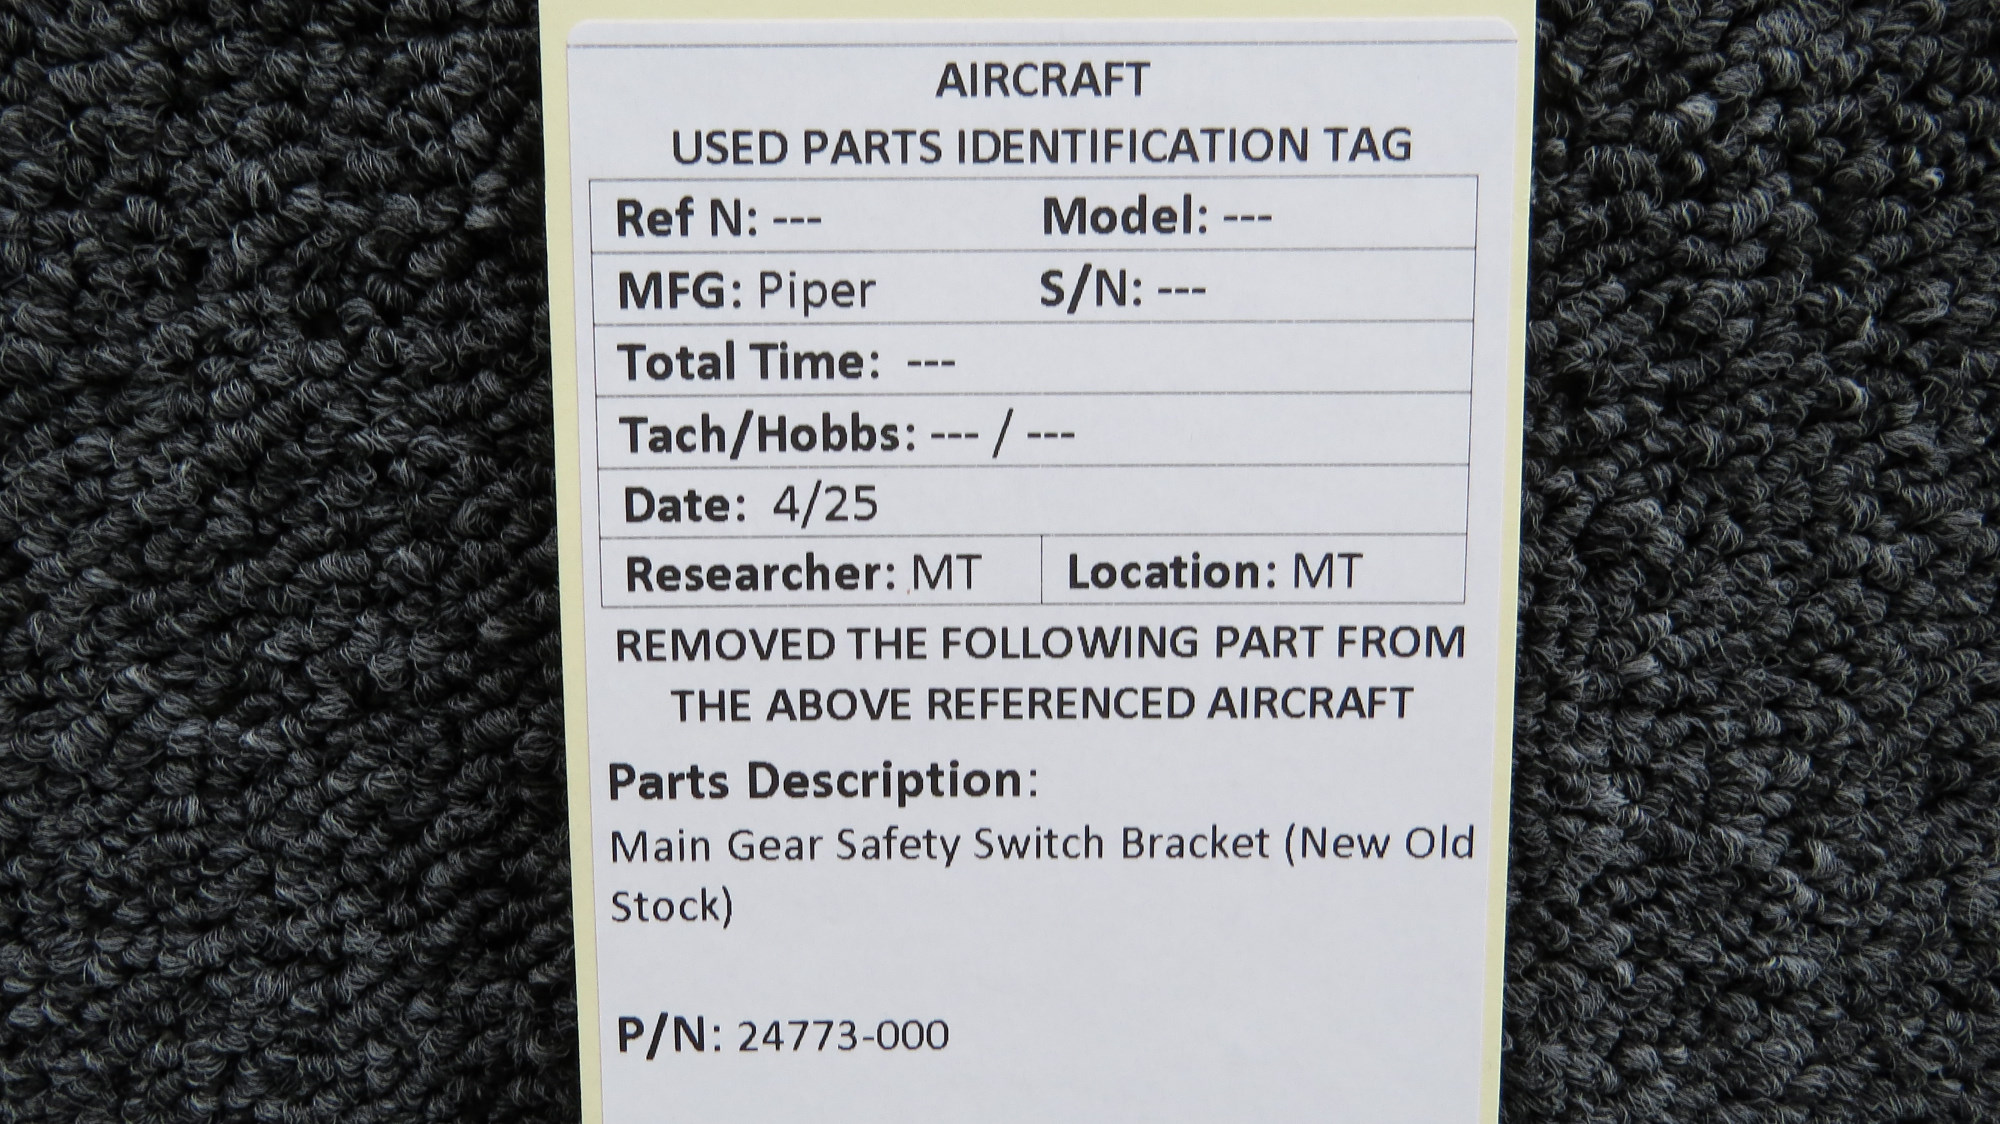 AIRCRAFT
USED PARTS IDENTIFICATION TAG
Ref N: --- Model: ---
MFG: Piper S/N: ---
Total Time: ---
Tach/Hobbs: --- / ---
Date: 4/25
Researcher: MT Location: MT
REMOVED THE FOLLOWING PART FROM
THE ABOVE REFERENCED AIRCRAFT
Parts Description:
Main Gear Safety Switch Bracket (New Old
Stock)
P/N: 24773-000